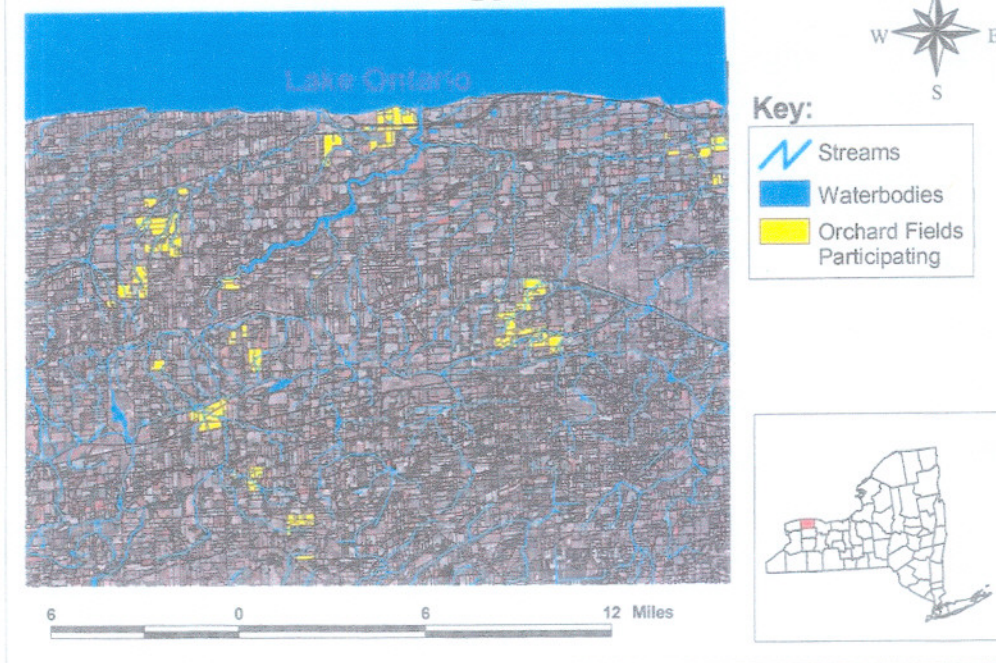 Lake Ontario
W E
S
Key:
Streams
Waterbodies
Orchard Fields
Participating
6 0 6 12 Miles